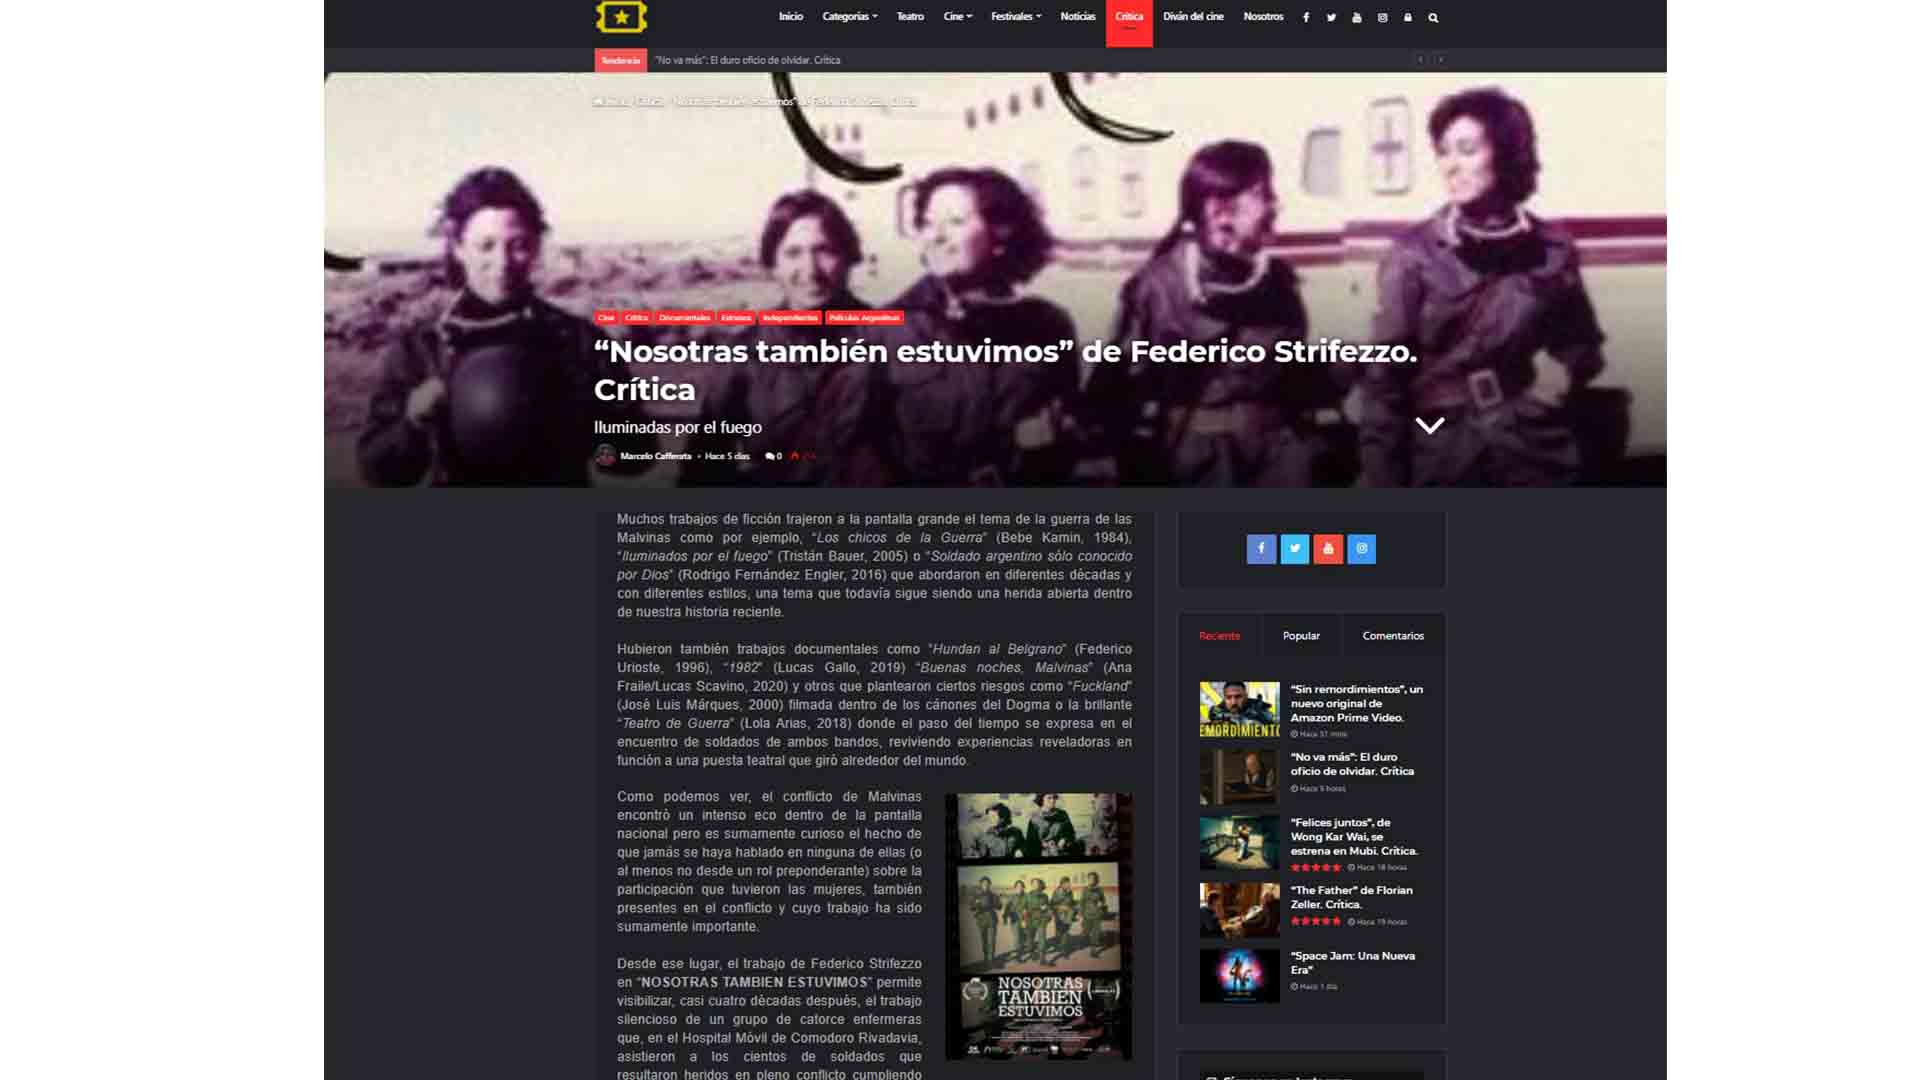 Inicio Categorías Teatro Cine Festivales Noticias Crítica Diván del cine Nosotros
Tendencia "No va más": El duro oficio de olvidar. Crítica
Inicio / Crítica / "Nosotras también estuvimos" de Federico Strifezzo. Crítica
Cine Crítica Documentales Estrenos Independientes Películas Argentinas
“Nosotras también estuvimos” de Federico Strifezzo.
Crítica
Iluminadas por el fuego
Marcelo Cafferata • Hace 5 días 0
Muchos trabajos de ficción trajeron a la pantalla grande el tema de la guerra de las
Malvinas como por ejemplo, “Los chicos de la Guerra” (Bebe Kamin, 1984),
“Iluminados por el fuego” (Tristán Bauer, 2005) o “Soldado argentino sólo conocido
por Dios” (Rodrigo Fernández Engler, 2016) que abordaron en diferentes décadas y
con diferentes estilos, una tema que todavía sigue siendo una herida abierta dentro
de nuestra historia reciente.
Hubieron también trabajos documentales como “Hundan al Belgrano” (Federico
Urioste, 1996), “1982” (Lucas Gallo, 2019) “Buenas noches, Malvinas” (Ana
Fraile/Lucas Scavino, 2020) y otros que plantearon ciertos riesgos como “Fuckland”
(José Luis Márques, 2000) filmada dentro de los cánones del Dogma o la brillante
“Teatro de Guerra” (Lola Arias, 2018) donde el paso del tiempo se expresa en el
encuentro de soldados de ambos bandos, reviviendo experiencias reveladoras en
función a una puesta teatral que giró alrededor del mundo.
Como podemos ver, el conflicto de Malvinas
encontró un intenso eco dentro de la pantalla
nacional pero es sumamente curioso el hecho de
que jamás se haya hablado en ninguna de ellas (o
al menos no desde un rol preponderante) sobre la
participación que tuvieron las mujeres, también
presentes en el conflicto y cuyo trabajo ha sido
sumamente importante.
Desde ese lugar, el trabajo de Federico Strifezzo
en “NOSOTRAS TAMBIEN ESTUVIMOS” permite
visibilizar, casi cuatro décadas después, el trabajo
silencioso de un grupo de catorce enfermeras
que, en el Hospital Móvil de Comodoro Rivadavia,
asistieron a los cientos de soldados que
resultaron heridos en pleno conflicto cumpliendo
NOSOTRAS
TAMBIEN
ESTUVIMOS
Reciente Popular Comentarios
EMORDIMIENTO
“Sin remordimientos”, un
nuevo original de
Amazon Prime Video.
Hace 57 mins
“No va más”: El duro
oficio de olvidar. Crítica
Hace 5 horas
“Felices juntos”, de
Wong Kar Wai, se
estrena en Mubi. Crítica.
Hace 18 horas
“The Father” de Florian
Zeller. Crítica.
Hace 19 horas
“Space Jam: Una Nueva
Era”
Hace 1 día